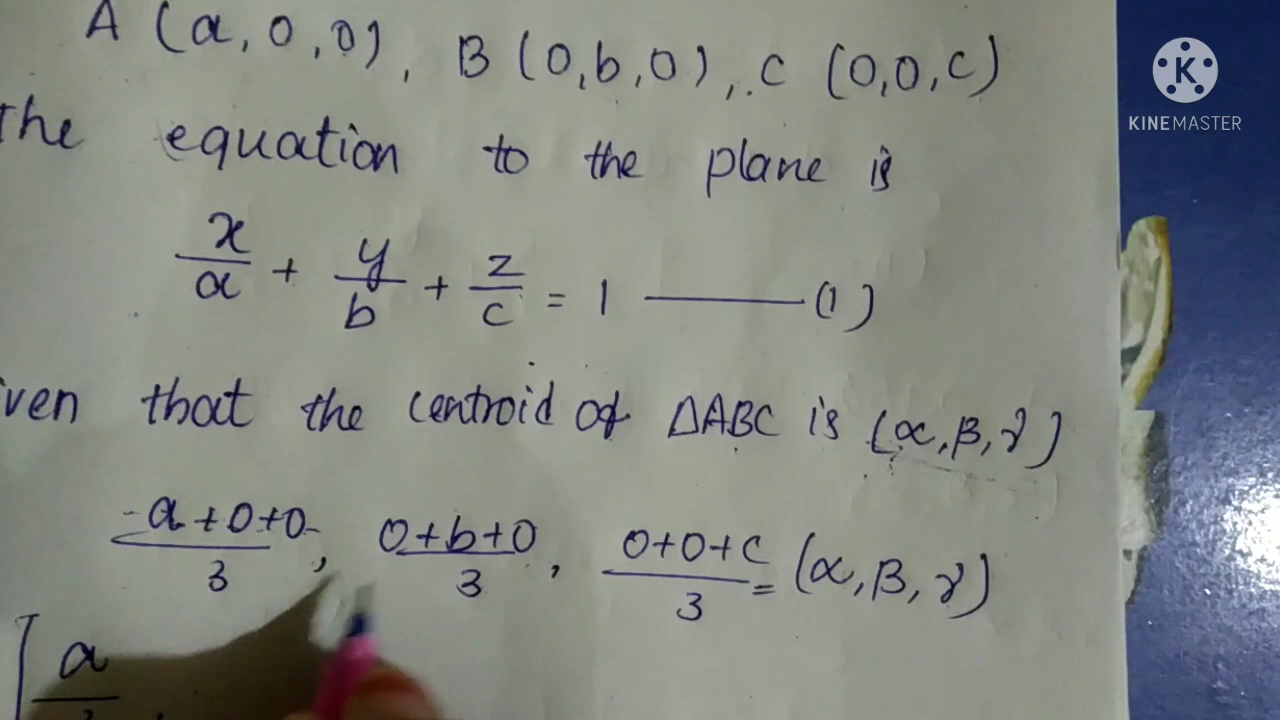 A (a, 0, 0), B (0, b, 0), C (0, 0, c)
the equation to the plane is
x/a + y/b + z/c = 1 ——— (1)
iven that the centroid of ΔABC is (α, β, γ)
a+0+0/3, 0+b+0/3, 0+0+c/3 = (α, β, γ)
[a
KINEMASTER